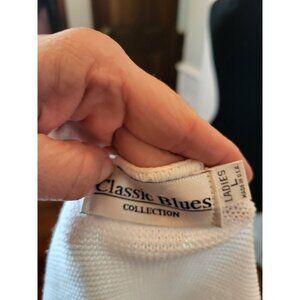 Classic Blues
COLLECTION
LADIES
L
MADE IN U.S.A.